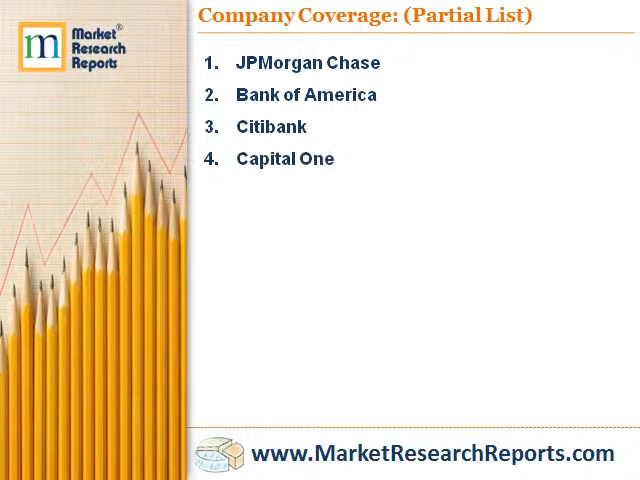 Company Coverage: (Partial List)
m
Market®
Research
Reports
1. JPMorgan Chase
2. Bank of America
3. Citibank
4. Capital One
www.MarketResearchReports.com